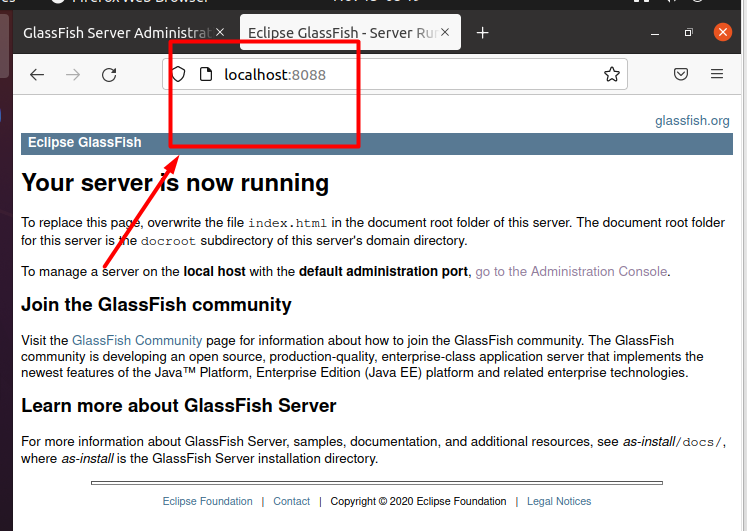 Firefox Web Browser
GlassFish Server Administrat
Eclipse GlassFish - Server Ru
localhost:8088
glassfish.org
Eclipse GlassFish
Your server is now running
To replace this page, overwrite the file index.html in the document root folder of this server. The document root folder
for this server is the docroot subdirectory of this server's domain directory.
To manage a server on the local host with the default administration port, go to the Administration Console.
Join the GlassFish community
Visit the GlassFish Community page for information about how to join the GlassFish community. The GlassFish
community is developing an open source, production-quality, enterprise-class application server that implements the
newest features of the Java™ Platform, Enterprise Edition (Java EE) platform and related enterprise technologies.
Learn more about GlassFish Server
For more information about GlassFish Server, samples, documentation, and additional resources, see as-install/docs/,
where as-install is the GlassFish Server installation directory.
Eclipse Foundation | Contact | Copyright © 2020 Eclipse Foundation | Legal Notices